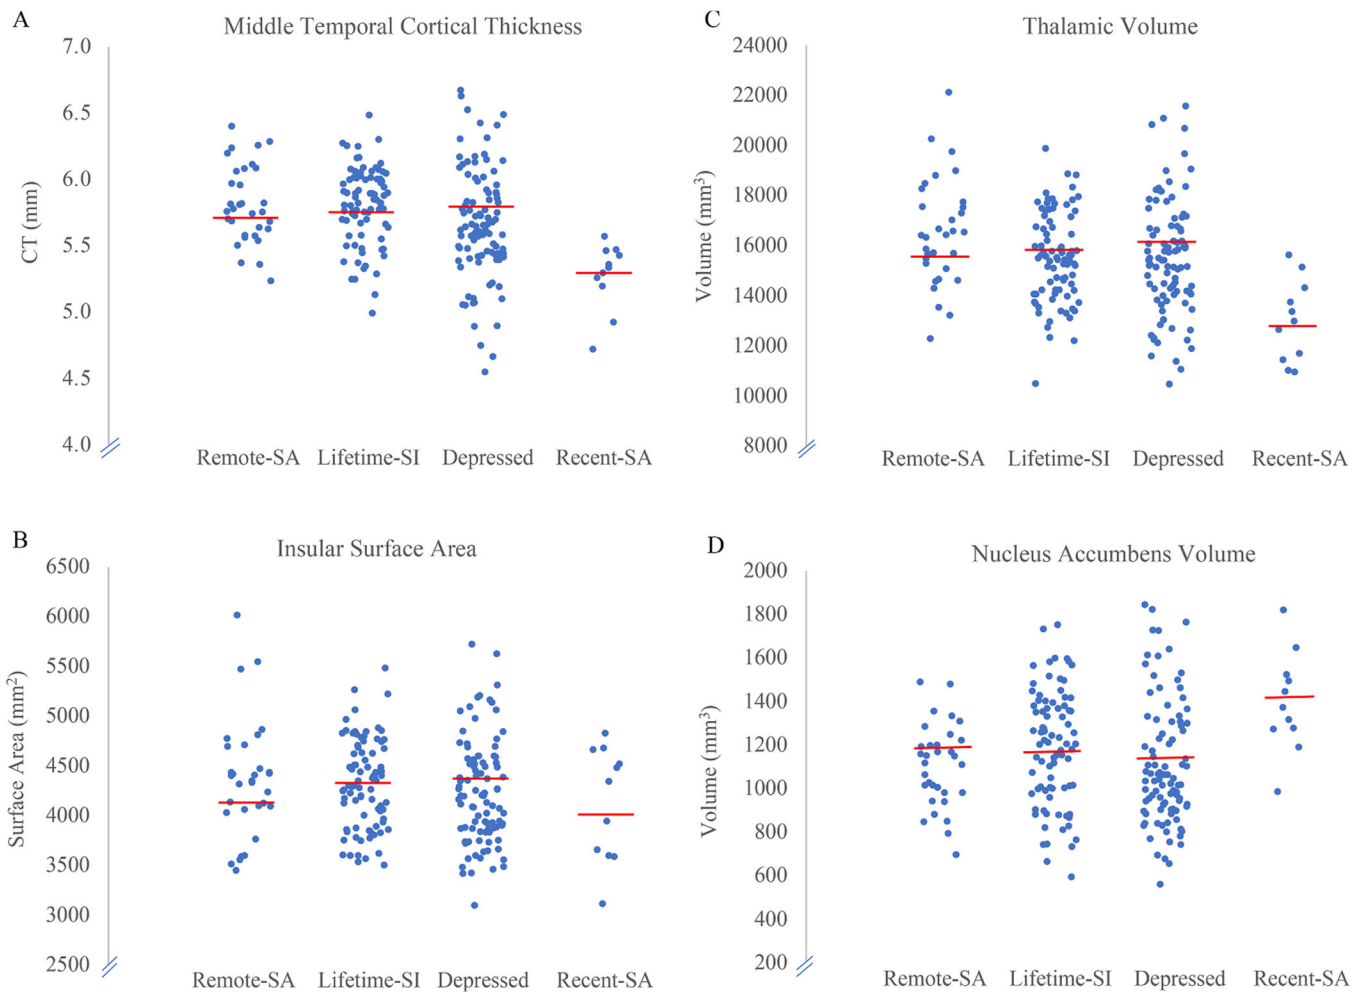 A
Middle Temporal Cortical Thickness
CT (mm)
7.0
6.5
6.0
5.5
5.0
4.5
4.0
Remote-SA Lifetime-SI Depressed Recent-SA
C
Thalamic Volume
Volume (mm³)
24000
22000
20000
18000
16000
14000
12000
10000
8000
Remote-SA Lifetime-SI Depressed Recent-SA
B
Insular Surface Area
Surface Area (mm²)
6500
6000
5500
5000
4500
4000
3500
3000
2500
Remote-SA Lifetime-SI Depressed Recent-SA
D
Nucleus Accumbens Volume
Volume (mm³)
2000
1800
1600
1400
1200
1000
800
600
400
200
Remote-SA Lifetime-SI Depressed Recent-SA